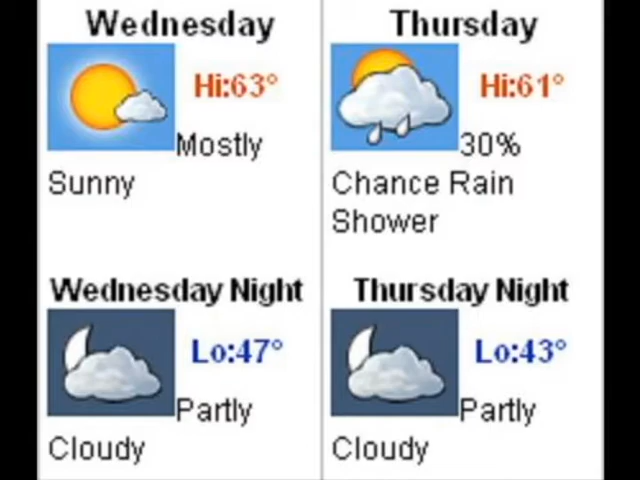 Wednesday
Hi:63°
Mostly
Sunny
Thursday
Hi:61°
30%
Chance Rain
Shower
Wednesday Night
Lo:47°
Partly
Cloudy
Thursday Night
Lo:43°
Partly
Cloudy